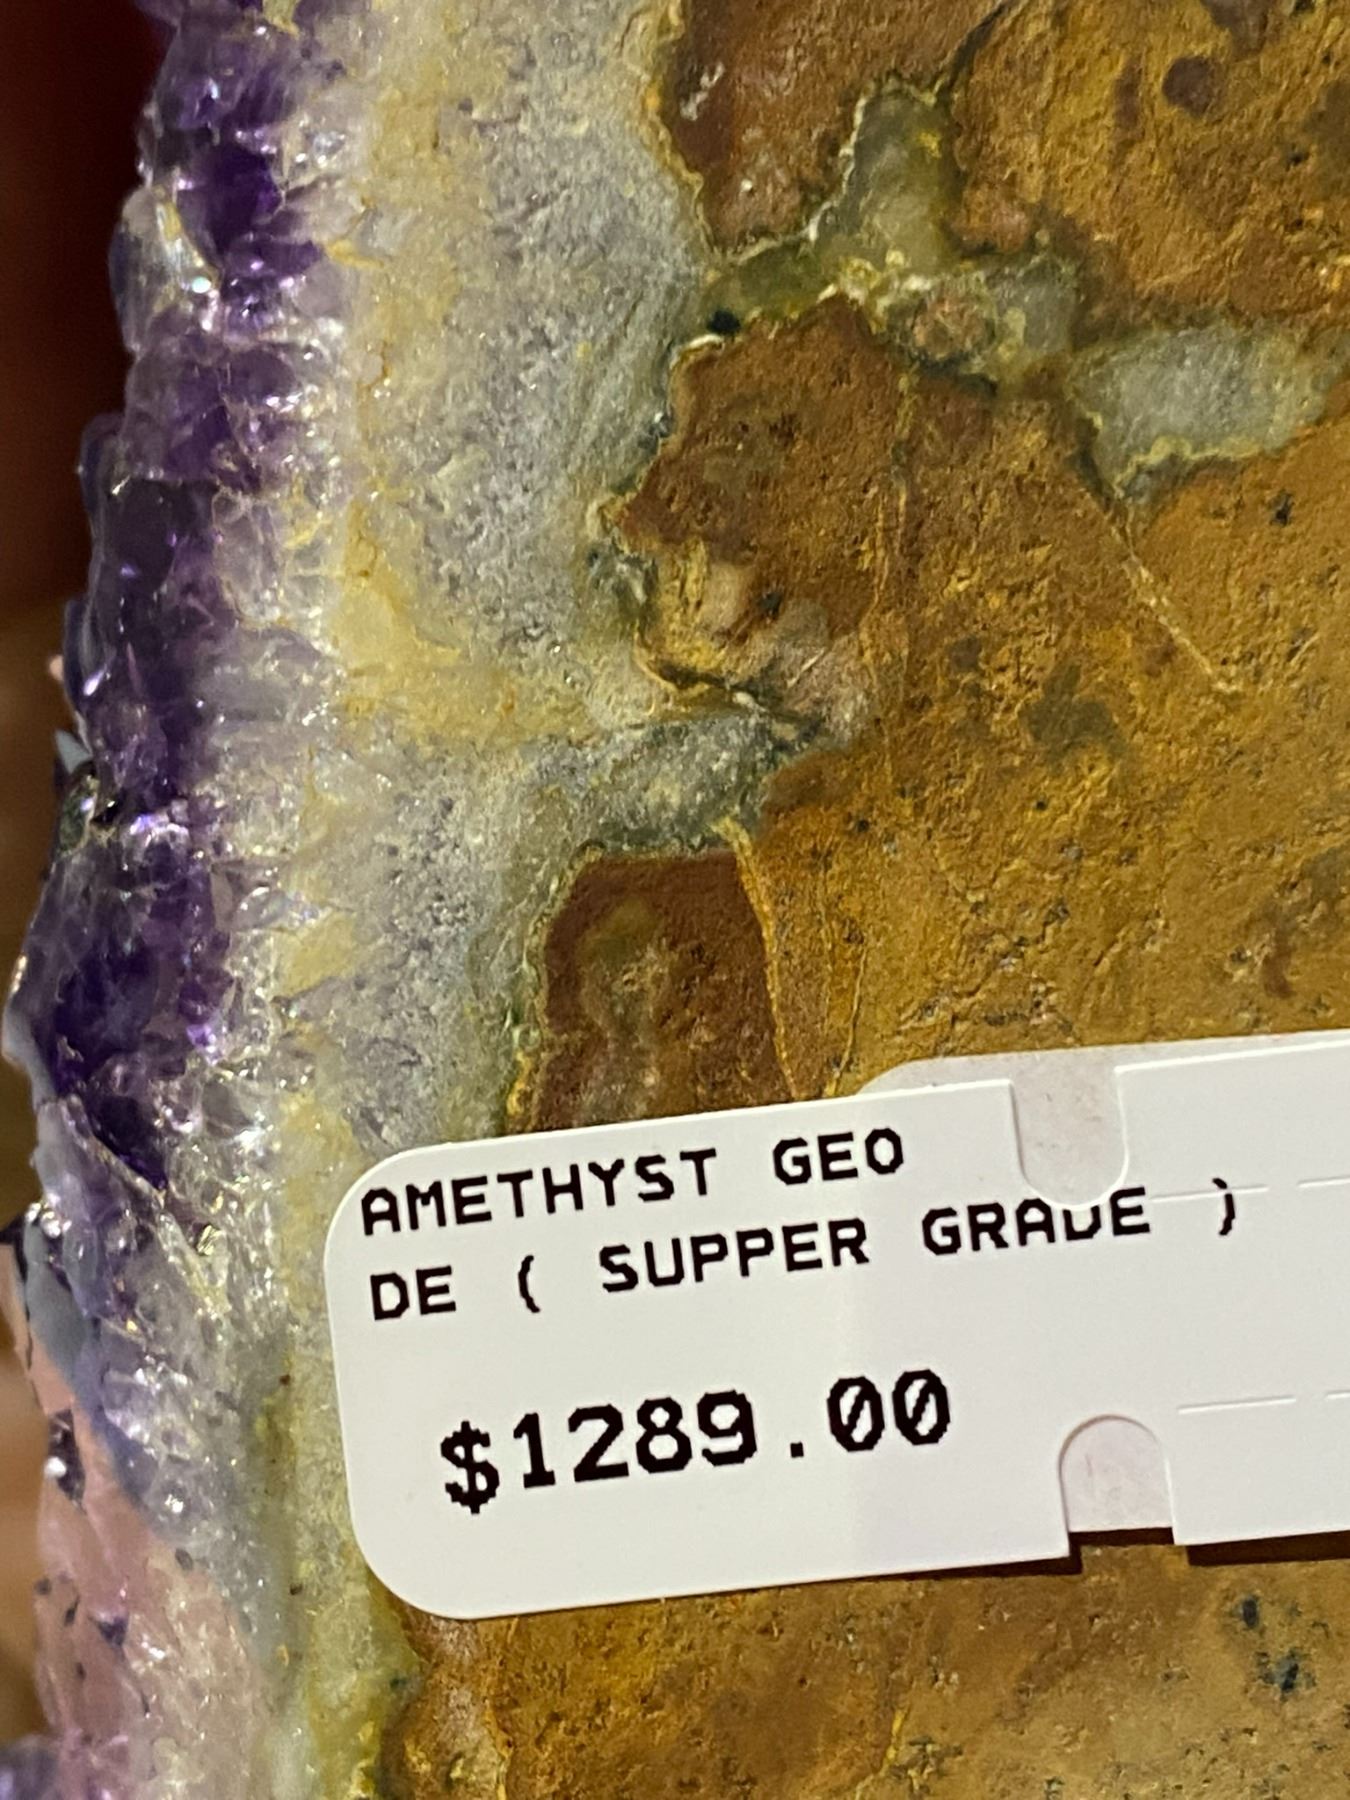 AMETHYST GEO
DE ( SUPPER GRADE )
$1289.00